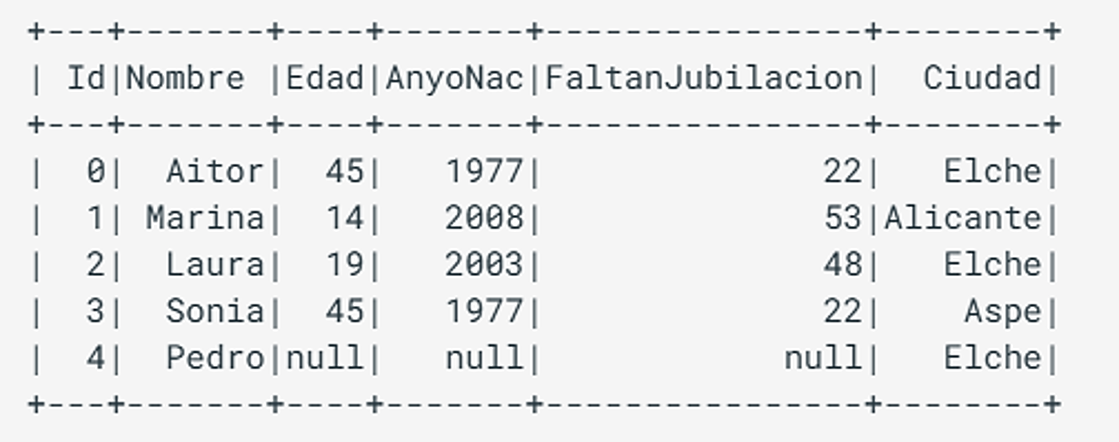 +---+-------+----+-------+----------------+--------+
| Id|Nombre |Edad|AnyoNac|FaltanJubilacion|  Ciudad|
+---+-------+----+-------+----------------+--------+
|  0|  Aitor|  45|   1977|              22|   Elche|
|  1| Marina|  14|   2008|              53|Alicante|
|  2|  Laura|  19|   2003|              48|   Elche|
|  3|  Sonia|  45|   1977|              22|    Aspe|
|  4|  Pedro|null|   null|            null|   Elche|
+---+-------+----+-------+----------------+--------+